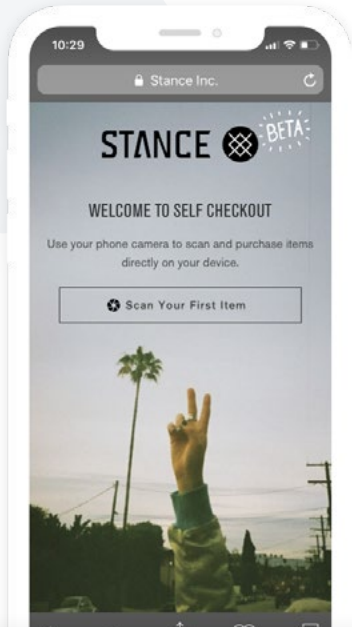 10:29
Stance Inc.
STANCE BETA
WELCOME TO SELF CHECKOUT
Use your phone camera to scan and purchase items
directly on your device.
Scan Your First Item